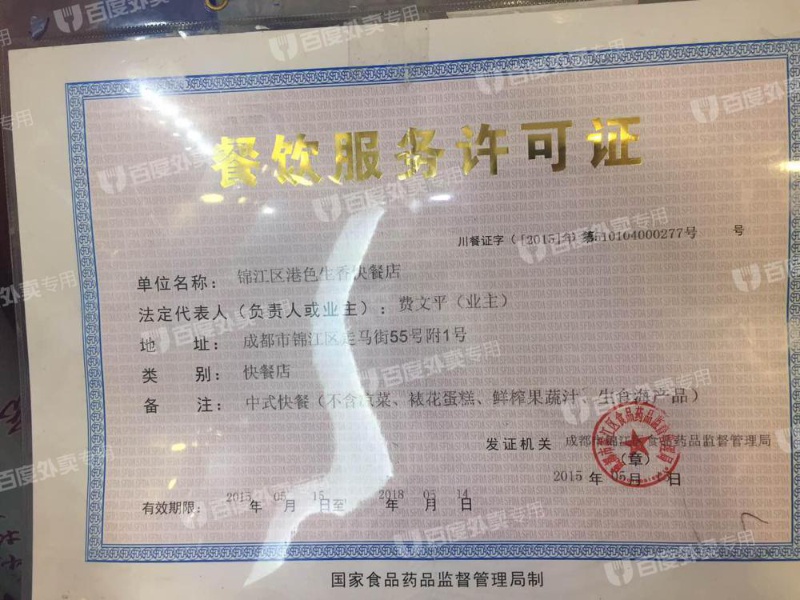 餐饮服务许可证
川餐证字〔[2015]年 第510104000277号 号
单位名称：锦江区港色生香快餐店
法定代表人（负责人或业主）：费文平（业主）
地 址：成都市锦江区走马街55号附1号
类 别：快餐店
备 注：中式快餐（不含凉菜、裱花蛋糕、鲜榨果蔬汁、生食海产品）
发证机关 成都市锦江区食品药品监督管理局
（章）
2015 年 05月 日
有效期限：2015 年 05 月 15 日至 2018 年 05 月 14 日
国家食品药品监督管理局制
百度外卖专用